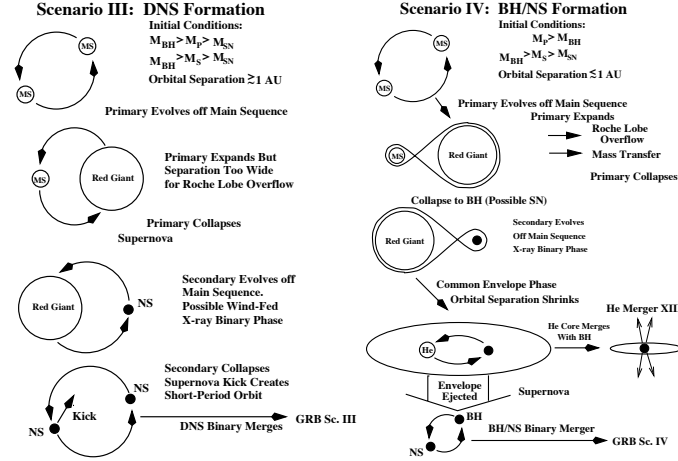 Scenario III: DNS Formation
Initial Conditions:
M_BH > M_P > M_SN
M_BH > M_S > M_SN
Orbital Separation ≳1 AU
MS
MS
Primary Evolves off Main Sequence
MS
Red Giant
Primary Expands But
Separation Too Wide
for Roche Lobe Overflow
Primary Collapses
Supernova
Red Giant
NS
Secondary Evolves off
Main Sequence.
Possible Wind-Fed
X-ray Binary Phase
Secondary Collapses
Supernova Kick Creates
Short-Period Orbit
NS
Kick
NS
DNS Binary Merges
GRB Sc. III
Scenario IV: BH/NS Formation
Initial Conditions:
M_P > M_BH
M_BH > M_S > M_SN
Orbital Separation ≲1 AU
MS
MS
Primary Evolves off Main Sequence
Primary Expands
Roche Lobe
Overflow
Mass Transfer
MS
Red Giant
Primary Collapses
Collapse to BH (Possible SN)
Red Giant
Secondary Evolves
Off Main Sequence
X-ray Binary Phase
Common Envelope Phase
Orbital Separation Shrinks
He Merger XIII
He Core Merges
With BH
He
Envelope
Ejected
Supernova
BH
NS
BH/NS Binary Merger
GRB Sc. IV